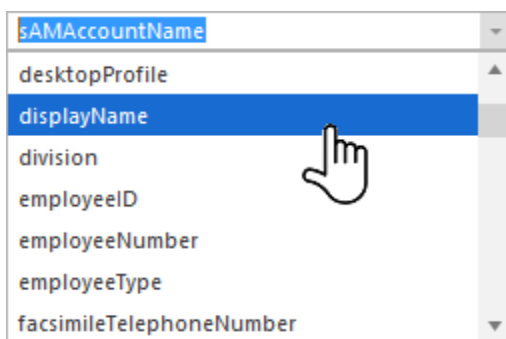 sAMAccountName
desktopProfile
displayName
division
employeeID
employeeNumber
employeeType
facsimileTelephoneNumber